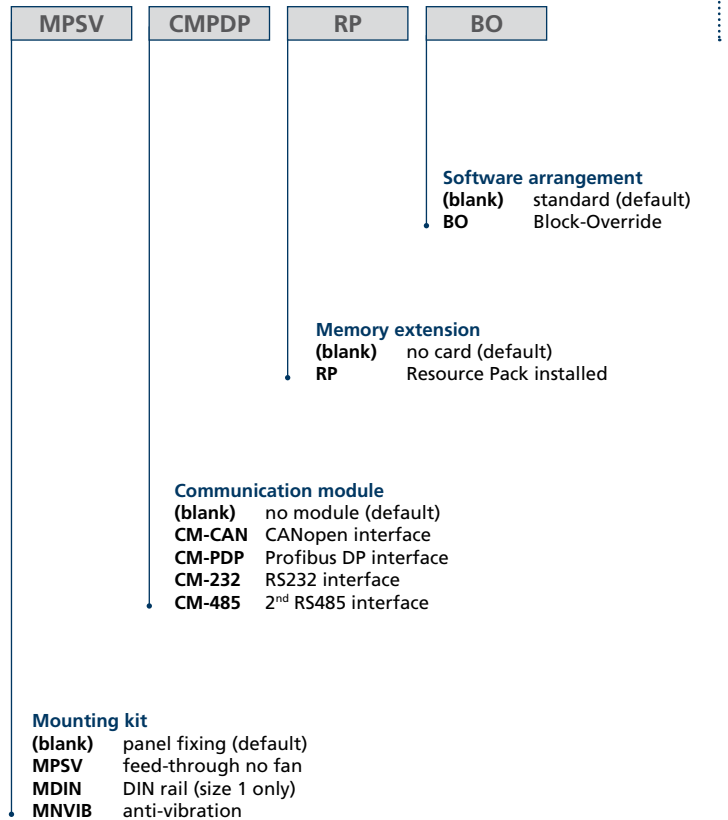 MPSV CMPDP RP BO
Software arrangement
(blank) standard (default)
BO Block-Override
Memory extension
(blank) no card (default)
RP Resource Pack installed
Communication module
(blank) no module (default)
CM-CAN CANopen interface
CM-PDP Profibus DP interface
CM-232 RS232 interface
CM-485 2nd RS485 interface
Mounting kit
(blank) panel fixing (default)
MPSV feed-through no fan
MDIN DIN rail (size 1 only)
MNVIB anti-vibration